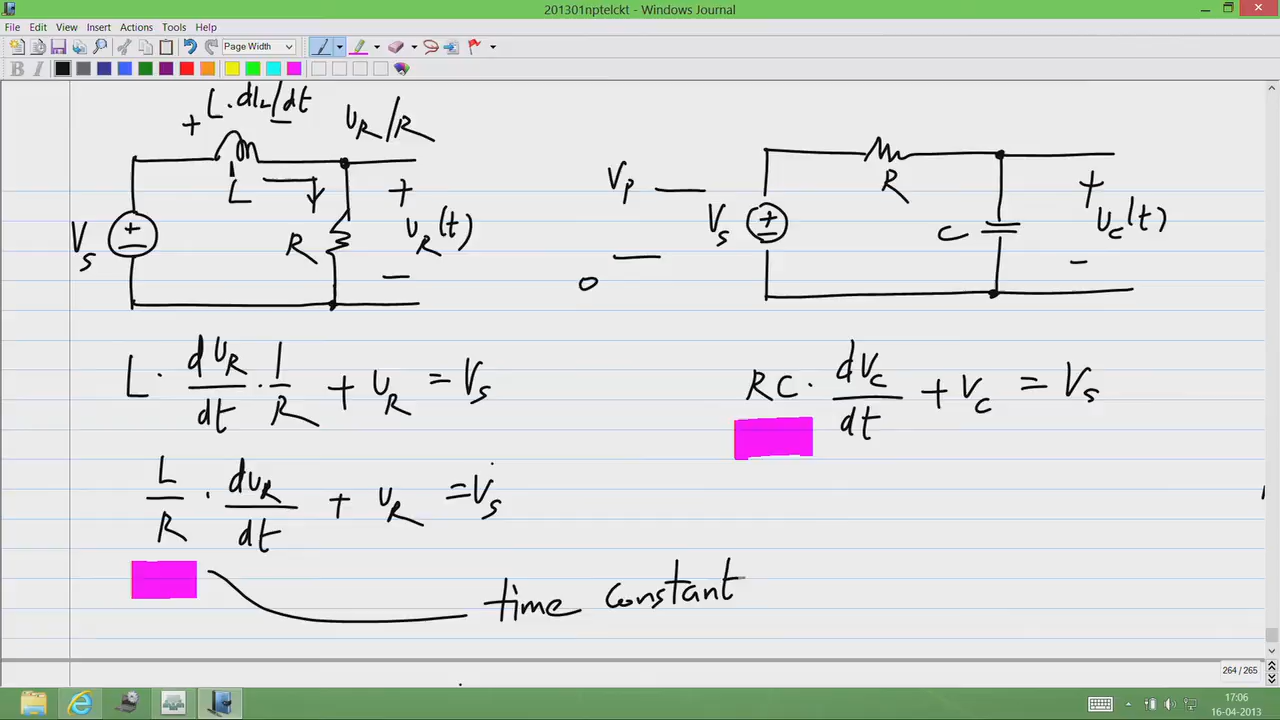 201301nptelckt - Windows Journal
File Edit View Insert Actions Tools Help
Page Width
B I
+ L. diL/dt
vR/R
L
Vs + −
R
+ vR(t) −
Vp
0
Vs + −
R
C
+ vc(t) −
L · dvR/dt · 1/R + vR = Vs
RC · dVc/dt + Vc = Vs
L/R · dvR/dt + vR = Vs
time constant
264 / 265
17:06
16-04-2013